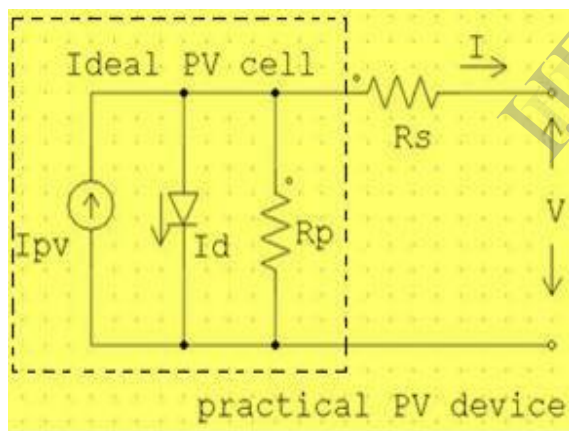 Ideal PV cell
I
Rs
Ipv
Id
Rp
V
practical PV device